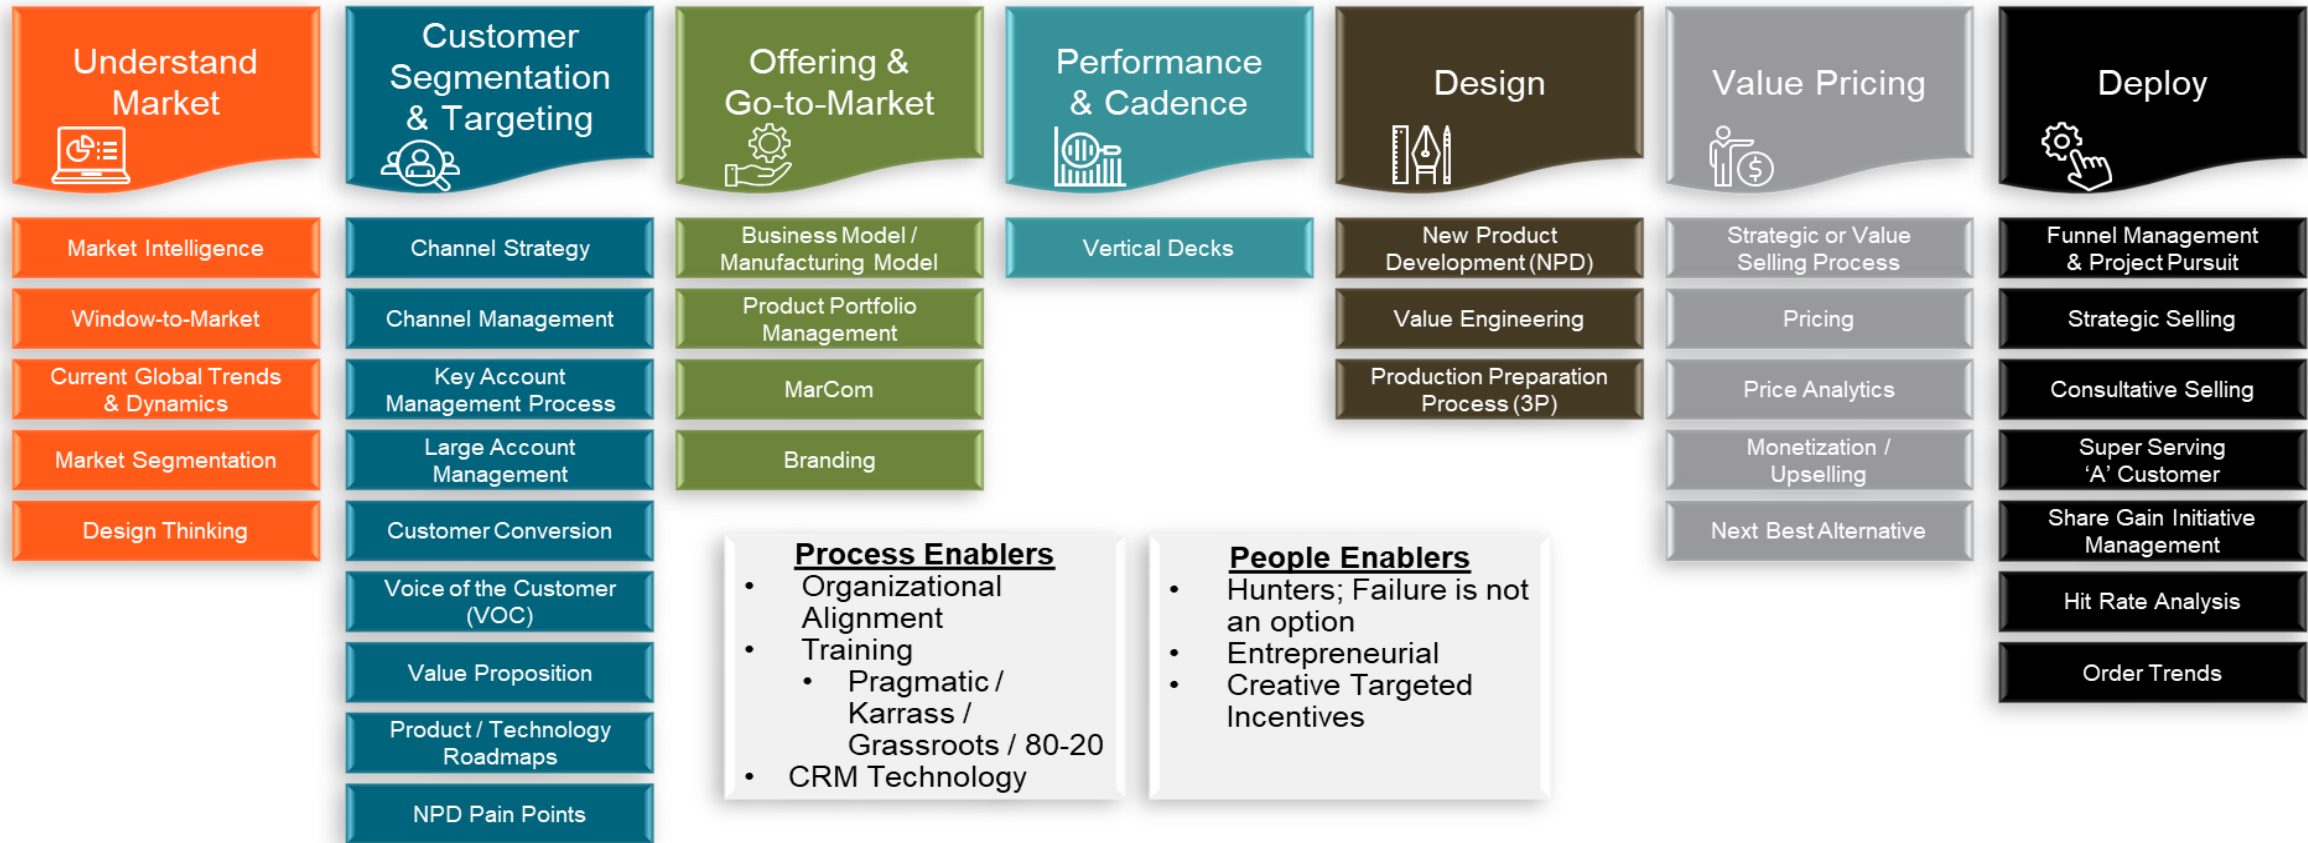 Understand
Market
Customer
Segmentation
& Targeting
Offering &
Go-to-Market
Performance
& Cadence
Design
Value Pricing
Deploy
$
Market Intelligence
Window-to-Market
Current Global Trends
& Dynamics
Market Segmentation
Design Thinking
Channel Strategy
Channel Management
Key Account
Management Process
Large Account
Management
Customer Conversion
Voice of the Customer
(VOC)
Value Proposition
Product / Technology
Roadmaps
NPD Pain Points
Business Model /
Manufacturing Model
Product Portfolio
Management
MarCom
Branding
Vertical Decks
New Product
Development (NPD)
Value Engineering
Production Preparation
Process (3P)
Strategic or Value
Selling Process
Pricing
Price Analytics
Monetization /
Upselling
Next Best Alternative
Funnel Management
& Project Pursuit
Strategic Selling
Consultative Selling
Super Serving
‘A’ Customer
Share Gain Initiative
Management
Hit Rate Analysis
Order Trends
Process Enablers
• Organizational
Alignment
• Training
• Pragmatic /
Karrass /
Grassroots / 80-20
• CRM Technology
People Enablers
• Hunters; Failure is not
an option
• Entrepreneurial
• Creative Targeted
Incentives